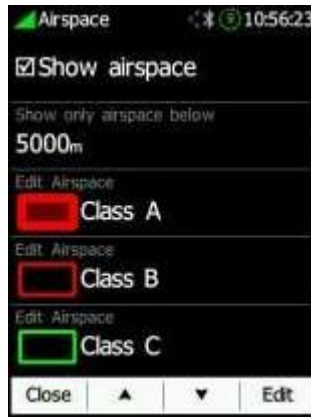 Airspace 9 10:56:23
Show airspace
Show only airspace below
5000m
Edit Airspace
Class A
Edit Airspace
Class B
Edit Airspace
Class C
Close Edit